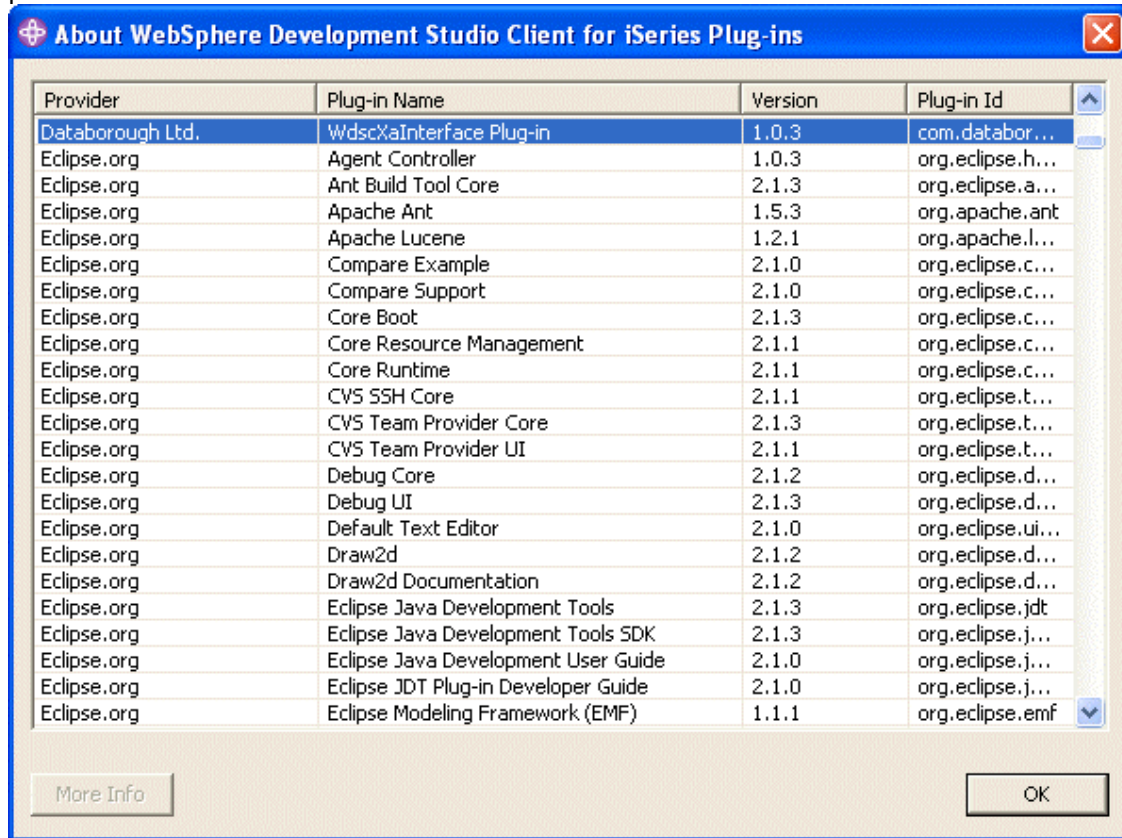 About WebSphere Development Studio Client for iSeries Plug-ins
Provider Plug-in Name Version Plug-in Id
Databorough Ltd. WdscXaInterface Plug-in 1.0.3 com.databor...
Eclipse.org Agent Controller 1.0.3 org.eclipse.h...
Eclipse.org Ant Build Tool Core 2.1.3 org.eclipse.a...
Eclipse.org Apache Ant 1.5.3 org.apache.ant
Eclipse.org Apache Lucene 1.2.1 org.apache.l...
Eclipse.org Compare Example 2.1.0 org.eclipse.c...
Eclipse.org Compare Support 2.1.0 org.eclipse.c...
Eclipse.org Core Boot 2.1.3 org.eclipse.c...
Eclipse.org Core Resource Management 2.1.1 org.eclipse.c...
Eclipse.org Core Runtime 2.1.1 org.eclipse.c...
Eclipse.org CVS SSH Core 2.1.1 org.eclipse.t...
Eclipse.org CVS Team Provider Core 2.1.3 org.eclipse.t...
Eclipse.org CVS Team Provider UI 2.1.1 org.eclipse.t...
Eclipse.org Debug Core 2.1.2 org.eclipse.d...
Eclipse.org Debug UI 2.1.3 org.eclipse.d...
Eclipse.org Default Text Editor 2.1.0 org.eclipse.ui...
Eclipse.org Draw2d 2.1.2 org.eclipse.d...
Eclipse.org Draw2d Documentation 2.1.2 org.eclipse.d...
Eclipse.org Eclipse Java Development Tools 2.1.3 org.eclipse.jdt
Eclipse.org Eclipse Java Development Tools SDK 2.1.3 org.eclipse.j...
Eclipse.org Eclipse Java Development User Guide 2.1.0 org.eclipse.j...
Eclipse.org Eclipse JDT Plug-in Developer Guide 2.1.0 org.eclipse.j...
Eclipse.org Eclipse Modeling Framework (EMF) 1.1.1 org.eclipse.emf
More Info OK